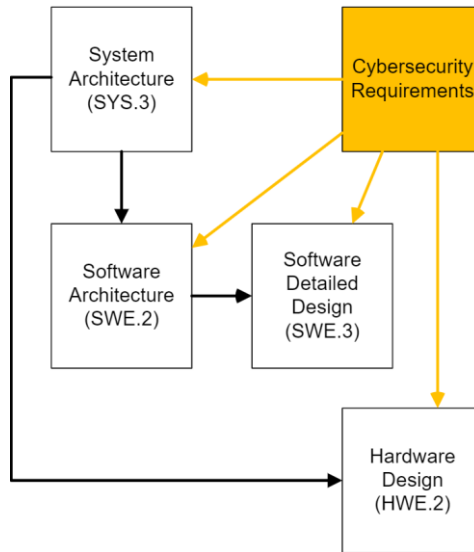 System
Architecture
(SYS.3)
Cybersecurity
Requirements
Software
Architecture
(SWE.2)
Software
Detailed
Design
(SWE.3)
Hardware
Design
(HWE.2)